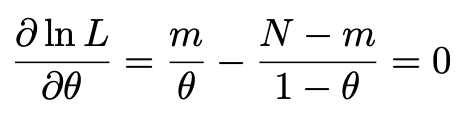 ∂ ln L / ∂θ = m / θ − (N − m) / (1 − θ) = 0